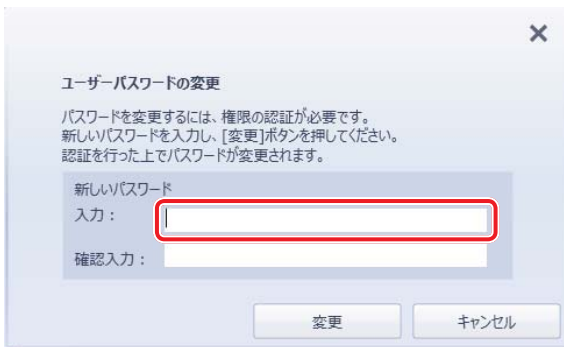 ユーザーパスワードの変更
パスワードを変更するには、権限の認証が必要です。
新しいパスワードを入力し、[変更]ボタンを押してください。
認証を行った上でパスワードが変更されます。
新しいパスワード
入力：
確認入力：
変更
キャンセル